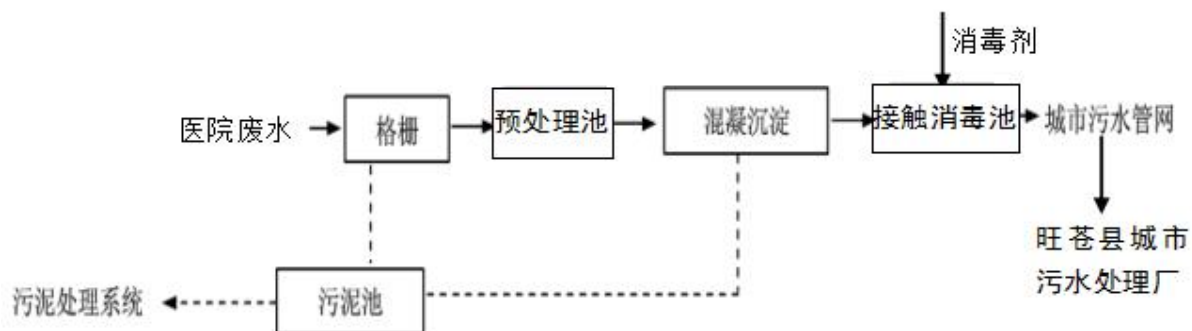 消毒剂
医院废水
格栅
预处理池
混凝沉淀
接触消毒池
城市污水管网
旺苍县城市
污水处理厂
污泥处理系统
污泥池